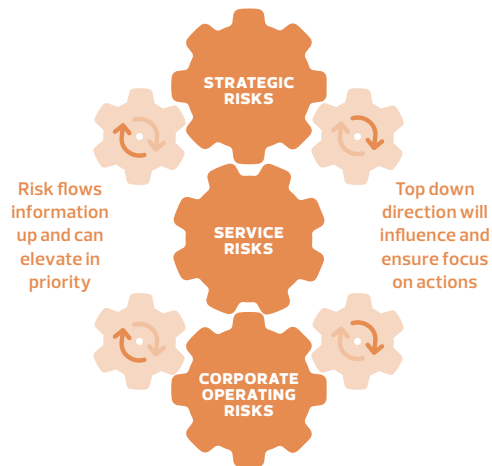 STRATEGIC
RISKS
Risk flows
information
up and can
elevate in
priority
SERVICE
RISKS
Top down
direction will
influence and
ensure focus
on actions
CORPORATE
OPERATING
RISKS